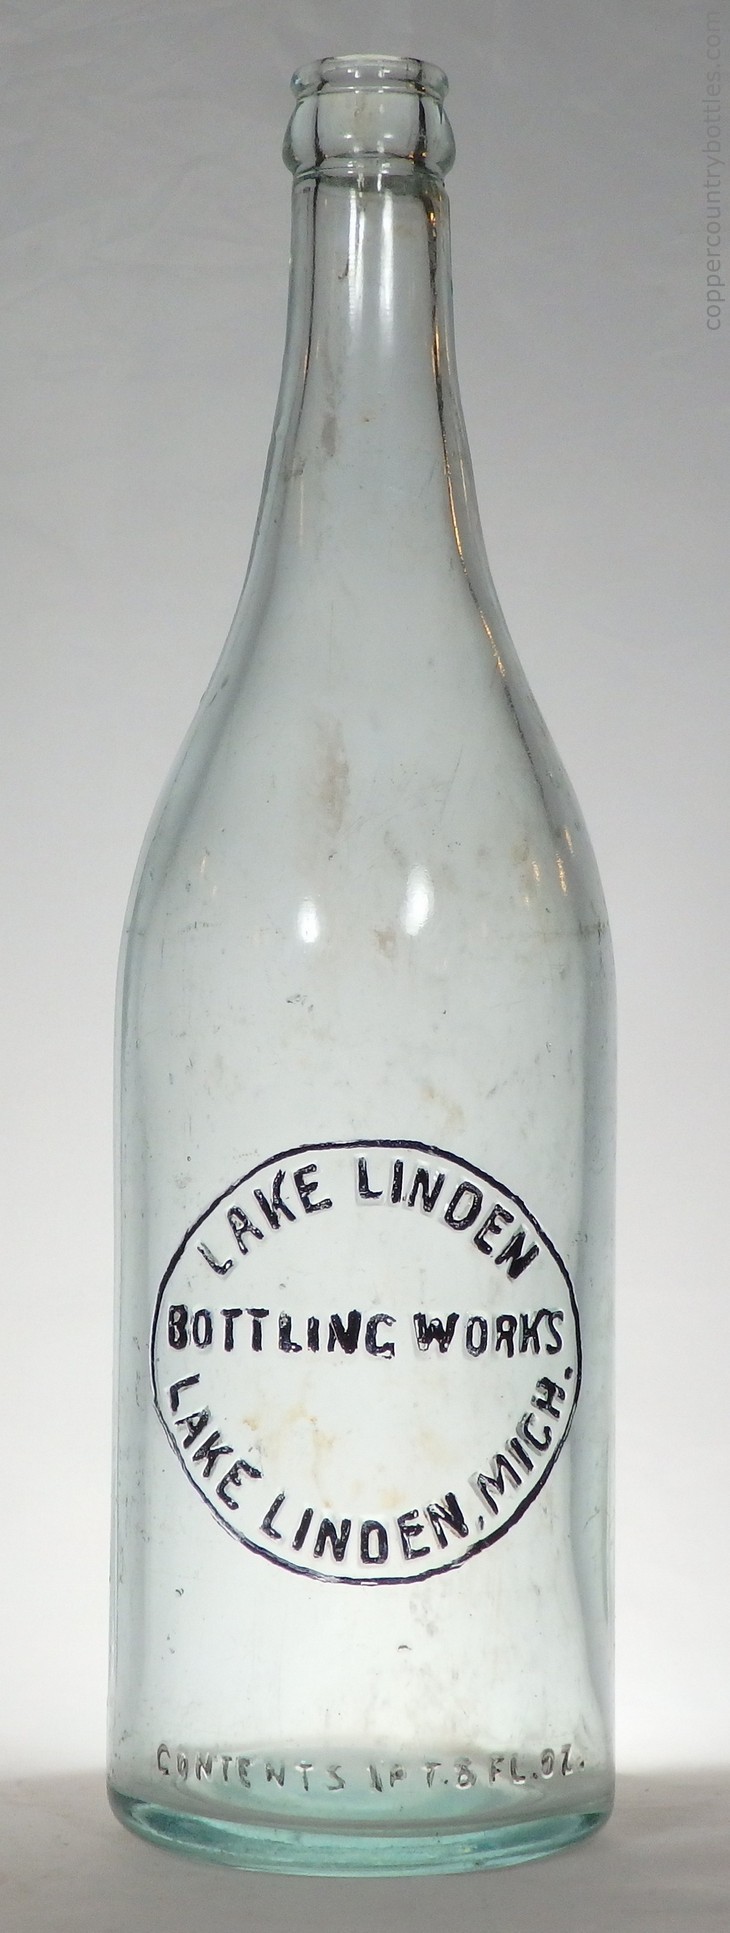 LAKE LINDEN
BOTTLING WORKS
LAKE LINDEN, MICH.
CONTENTS 1 PT. 8 FL. OZ.
coppercountrybottles.com